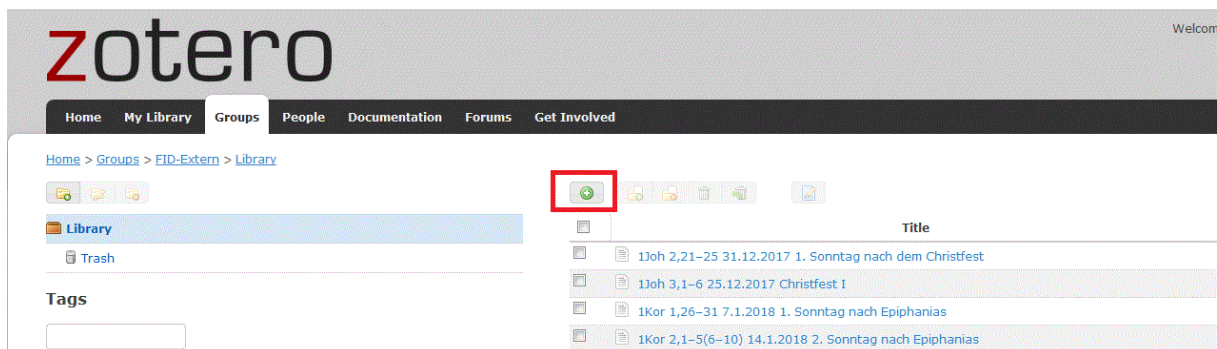 Welcom
zotero
Home My Library Groups People Documentation Forums Get Involved
Home > Groups > FID-Extern > Library
Library
Trash
Tags
Title
1Joh 2,21–25 31.12.2017 1. Sonntag nach dem Christfest
1Joh 3,1–6 25.12.2017 Christfest I
1Kor 1,26–31 7.1.2018 1. Sonntag nach Epiphanias
1Kor 2,1–5(6–10) 14.1.2018 2. Sonntag nach Epiphanias